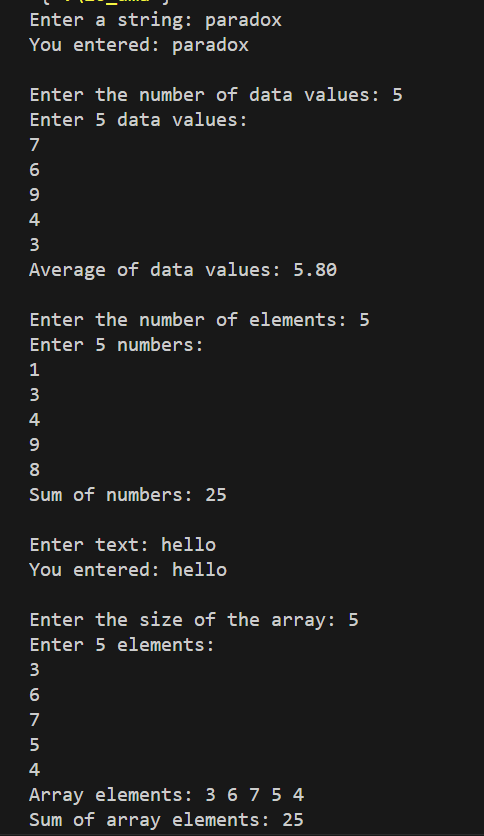 Enter a string: paradox
You entered: paradox
Enter the number of data values: 5
Enter 5 data values:
7
6
9
4
3
Average of data values: 5.80
Enter the number of elements: 5
Enter 5 numbers:
1
3
4
9
8
Sum of numbers: 25
Enter text: hello
You entered: hello
Enter the size of the array: 5
Enter 5 elements:
3
6
7
5
4
Array elements: 3 6 7 5 4
Sum of array elements: 25